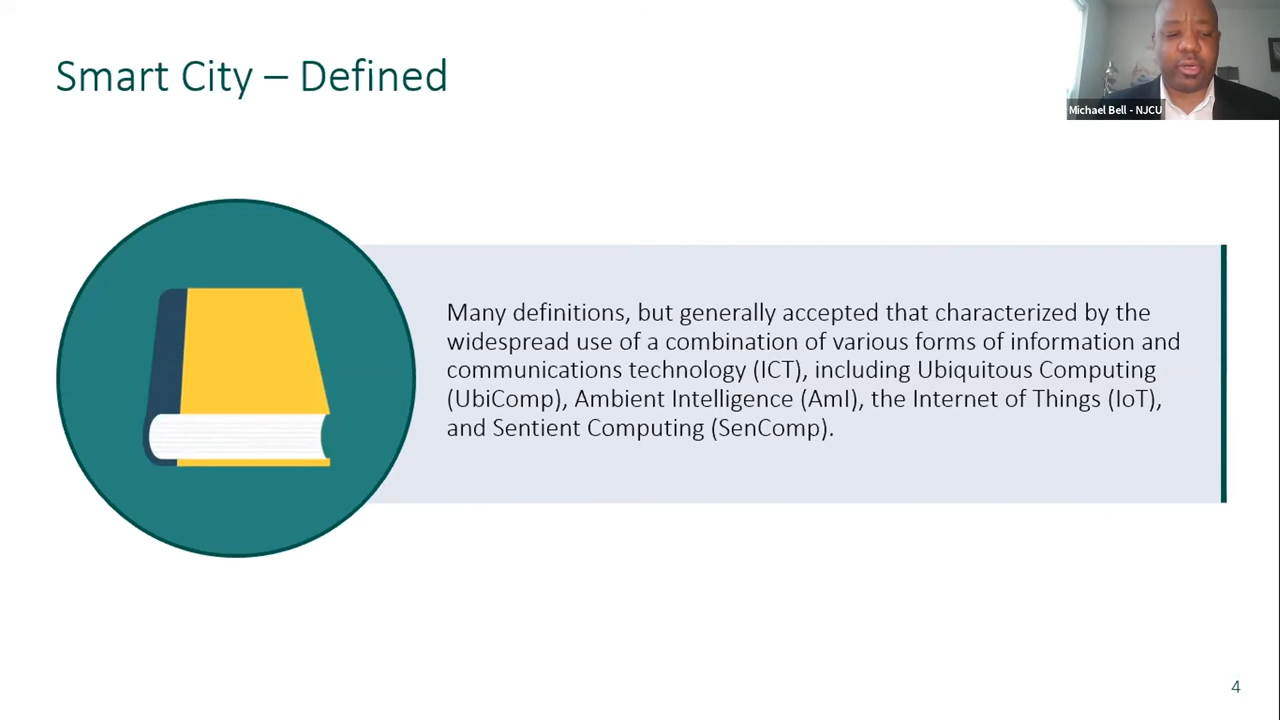 Smart City – Defined
Michael Bell - NJCU
Many definitions, but generally accepted that characterized by the
widespread use of a combination of various forms of information and
communications technology (ICT), including Ubiquitous Computing
(UbiComp), Ambient Intelligence (AmI), the Internet of Things (IoT),
and Sentient Computing (SenComp).
4